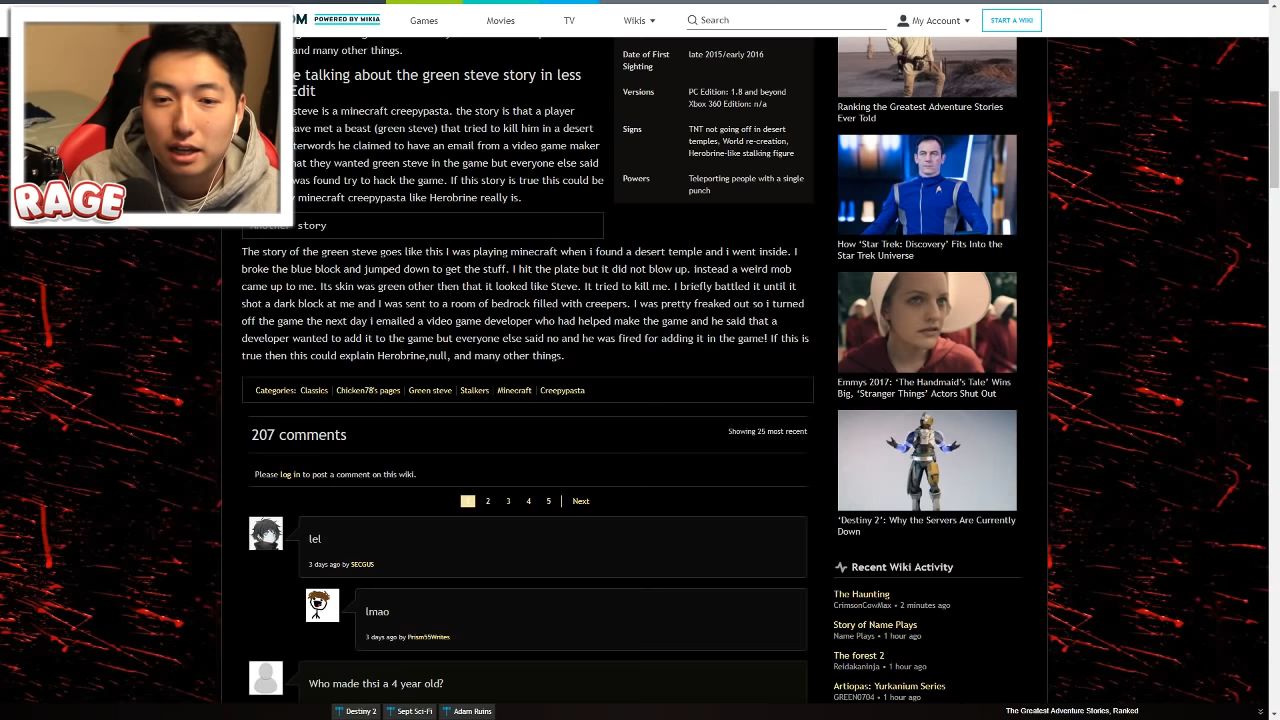 OM POWERED BY WIKIA
Games
Movies
TV
Wikis
Search
My Account
START A WIKI
and many other things.
e talking about the green steve story in less
Edit
steve is a minecraft creepypasta. the story is that a player
ave met a beast (green steve) that tried to kill him in a desert
terwords he claimed to have an email from a video game maker
hat they wanted green steve in the game but everyone else said
was found try to hack the game. If this story is true this could be
y minecraft creepypasta like Herobrine really is.
story
RAGE
The story of the green steve goes like this I was playing minecraft when i found a desert temple and i went inside. I
broke the blue block and jumped down to get the stuff. I hit the plate but it did not blow up. instead a weird mob
came up to me. Its skin was green other then that it looked like Steve. It tried to kill me. I briefly battled it until it
shot a dark block at me and I was sent to a room of bedrock filled with creepers. I was pretty freaked out so i turned
off the game the next day i emailed a video game developer who had helped make the game and he said that a
developer wanted to add it to the game but everyone else said no and he was fired for adding it in the game! If this is
true then this could explain Herobrine,null, and many other things.
Categories: Classics Chicken78's pages Green steve Stalkers Minecraft Creepypasta
207 comments
Showing 25 most recent
Please log in to post a comment on this wiki.
1 2 3 4 5 Next
lel
3 days ago by SECGUS
lmao
3 days ago by Prism55Writes
Who made thsi a 4 year old?
Date of First
Sighting
late 2015/early 2016
Versions
PC Edition: 1.8 and beyond
Xbox 360 Edition: n/a
Signs
TNT not going off in desert
temples, World re-creation,
Herobrine-like stalking figure
Powers
Teleporting people with a single
punch
Ranking the Greatest Adventure Stories
Ever Told
How ‘Star Trek: Discovery’ Fits Into the
Star Trek Universe
Emmys 2017: ‘The Handmaid’s Tale’ Wins
Big, ‘Stranger Things’ Actors Shut Out
‘Destiny 2’: Why the Servers Are Currently
Down
Recent Wiki Activity
The Haunting
CrimsonCowMax • 2 minutes ago
Story of Name Plays
Name Plays • 1 hour ago
The forest 2
Reidakaninja • 1 hour ago
Artiopas: Yurkanium Series
GREEN0704 • 1 hour ago
Destiny 2
Sept Sci-Fi
Adam Ruins
The Greatest Adventure Stories, Ranked